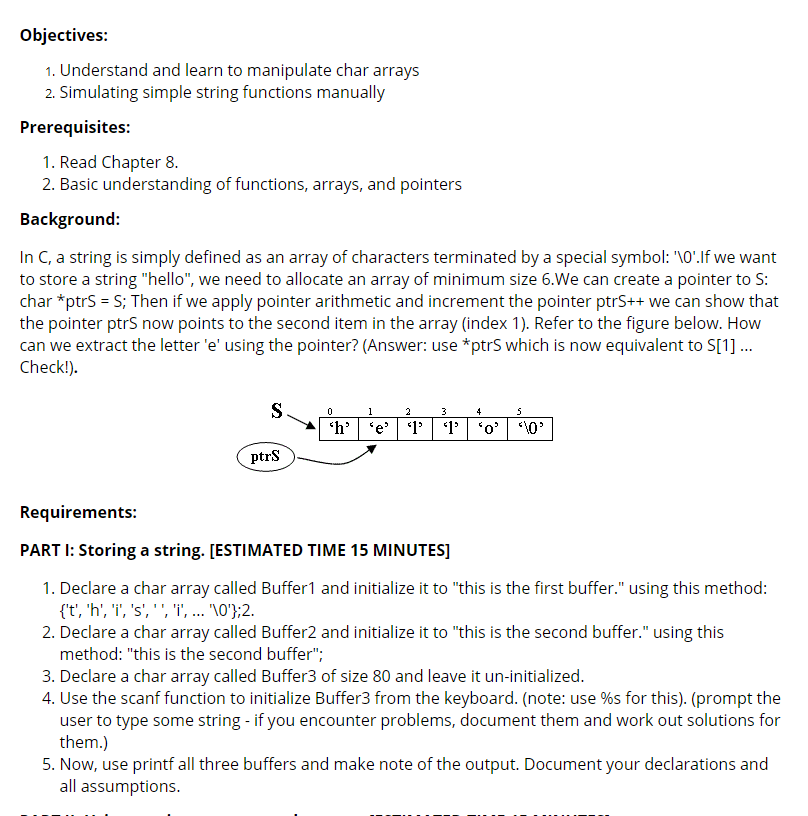 Objectives:
1. Understand and learn to manipulate char arrays
2. Simulating simple string functions manually
Prerequisites:
1. Read Chapter 8.
2. Basic understanding of functions, arrays, and pointers
Background:
In C, a string is simply defined as an array of characters terminated by a special symbol: '\0'.If we want
to store a string "hello", we need to allocate an array of minimum size 6.We can create a pointer to S:
char *ptrS = S; Then if we apply pointer arithmetic and increment the pointer ptrS++ we can show that
the pointer ptrS now points to the second item in the array (index 1). Refer to the figure below. How
can we extract the letter 'e' using the pointer? (Answer: use *ptrS which is now equivalent to S[1] ...
Check!).
S
0 1 2 3 4 5
‘h’ ‘e’ ‘l’ ‘l’ ‘o’ ‘\0’
ptrS
Requirements:
PART I: Storing a string. [ESTIMATED TIME 15 MINUTES]
1. Declare a char array called Buffer1 and initialize it to "this is the first buffer." using this method:
{'t', 'h', 'i', 's', ' ', 'i', ... '\0'};2.
2. Declare a char array called Buffer2 and initialize it to "this is the second buffer." using this
method: "this is the second buffer";
3. Declare a char array called Buffer3 of size 80 and leave it un-initialized.
4. Use the scanf function to initialize Buffer3 from the keyboard. (note: use %s for this). (prompt the
user to type some string - if you encounter problems, document them and work out solutions for
them.)
5. Now, use printf all three buffers and make note of the output. Document your declarations and
all assumptions.